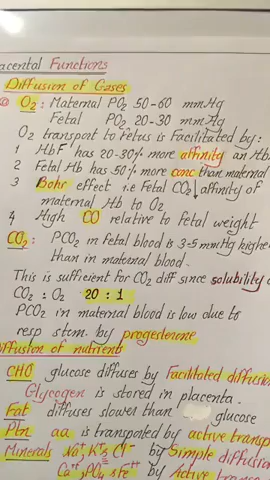 acental Functions
Diffusion of Gases
O2 : Maternal PO2 50-60 mmHg
Fetal PO2 20-30 mmHg
O2 transpot to Fetus is Facilitated by:
1 HbF has 20-30% more affinity an Hb
2 Fetal Hb has 50% more conc than maternal
3 Bohr effect i.e Fetal CO2↓ affinity of
maternal Hb to O2
4 High CO relative to Fetal weight
CO2 : PCO2 in fetal blood is 3-5 mmHg highe
than in maternal blood.
This is sufficient for CO2 diff since solubility o
CO2 : O2 20 : 1
PCO2 in maternal blood is low due to
resp stim. by progesterone
Diffusion of nutrients
CHO glucose diffuses by Facilitated diffusion
Glycogen is stored in placenta.
Fat diffuses slower than glucose
Ptn aa is transpoted by active transp
Minerals Na+, K+ & Cl- by Simple diffusion
Ca++, PO4 & Fe++ by Active trans